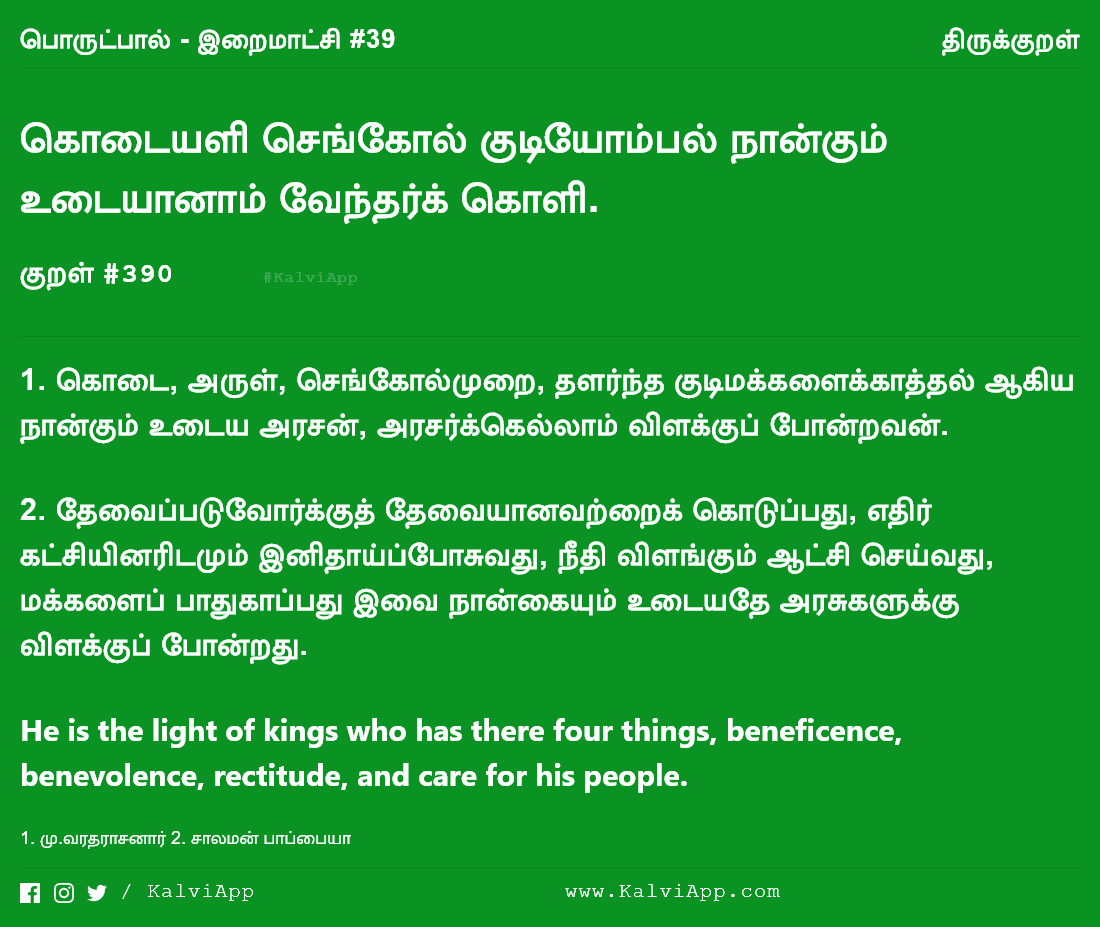 பொருட்பால் - இறைமாட்சி #39
திருக்குறள்
கொடையளி செங்கோல் குடியோம்பல் நான்கும்
உடையானாம் வேந்தர்க் கொளி.
குறள் #390
#KalviApp
1. கொடை, அருள், செங்கோல்முறை, தளர்ந்த குடிமக்களைக்காத்தல் ஆகிய
நான்கும் உடைய அரசன், அரசர்க்கெல்லாம் விளக்குப் போன்றவன்.
2. தேவைப்படுவோர்க்குத் தேவையானவற்றைக் கொடுப்பது, எதிர்
கட்சியினரிடமும் இனிதாய்ப்போசுவது, நீதி விளங்கும் ஆட்சி செய்வது,
மக்களைப் பாதுகாப்பது இவை நான்கையும் உடையதே அரசுகளுக்கு
விளக்குப் போன்றது.
He is the light of kings who has there four things, beneficence,
benevolence, rectitude, and care for his people.
1. மு.வரதராசனார் 2. சாலமன் பாப்பையா
/ KalviApp
www.KalviApp.com